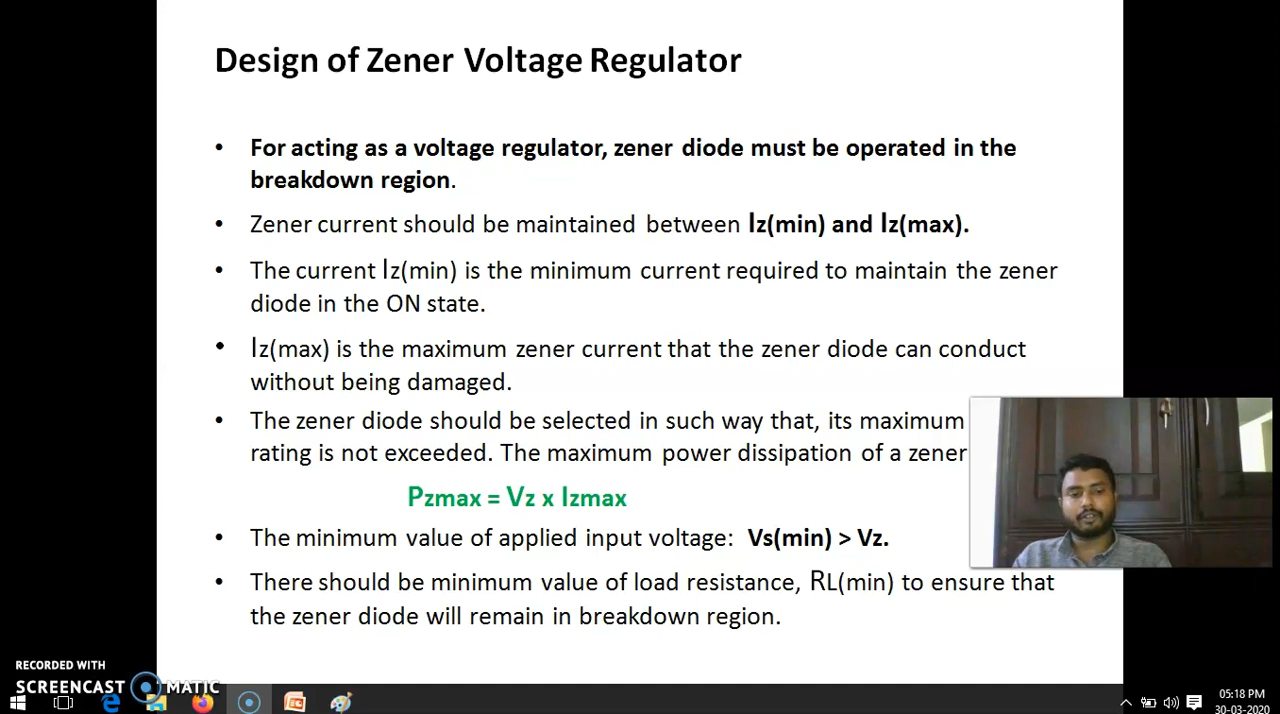 Design of Zener Voltage Regulator
• For acting as a voltage regulator, zener diode must be operated in the
breakdown region.
• Zener current should be maintained between Iz(min) and Iz(max).
• The current Iz(min) is the minimum current required to maintain the zener
diode in the ON state.
• Iz(max) is the maximum zener current that the zener diode can conduct
without being damaged.
• The zener diode should be selected in such way that, its maximum
rating is not exceeded. The maximum power dissipation of a zener
Pzmax = Vz x Izmax
• The minimum value of applied input voltage: Vs(min) > Vz.
• There should be minimum value of load resistance, RL(min) to ensure that
the zener diode will remain in breakdown region.
RECORDED WITH
SCREENCAST MATIC
05:18 PM
30-03-2020